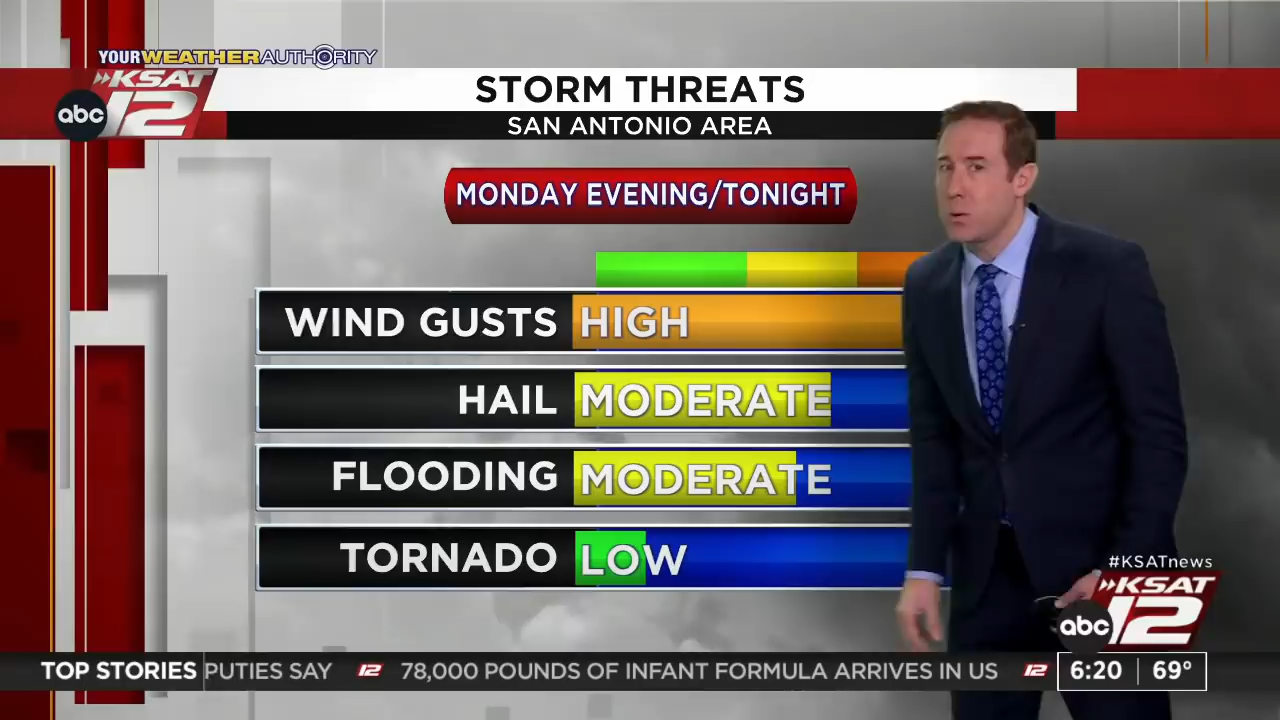 YOUR WEATHER AUTHORITY
KSAT
abc 12
STORM THREATS
SAN ANTONIO AREA
MONDAY EVENING/TONIGHT
WIND GUSTS HIGH
HAIL MODERATE
FLOODING MODERATE
TORNADO LOW
#KSATnews
KSAT
abc 12
TOP STORIES PUTIES SAY 12 78,000 POUNDS OF INFANT FORMULA ARRIVES IN US 12 6:20 69°